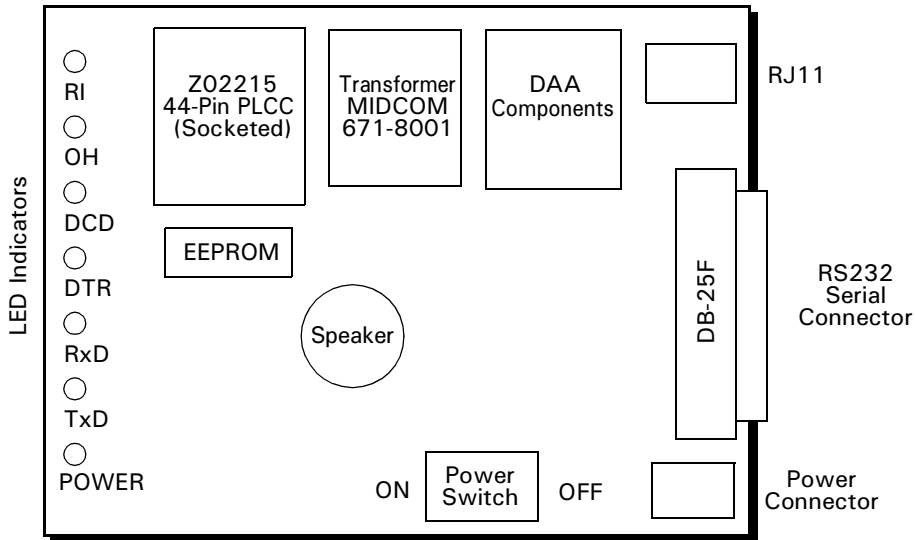 LED Indicators
RI
OH
DCD
DTR
RxD
TxD
POWER
Z02215
44-Pin PLCC
(Socketed)
Transformer
MIDCOM
671-8001
DAA
Components
RJ11
EEPROM
Speaker
DB-25F
RS232
Serial
Connector
ON
Power
Switch
OFF
Power
Connector